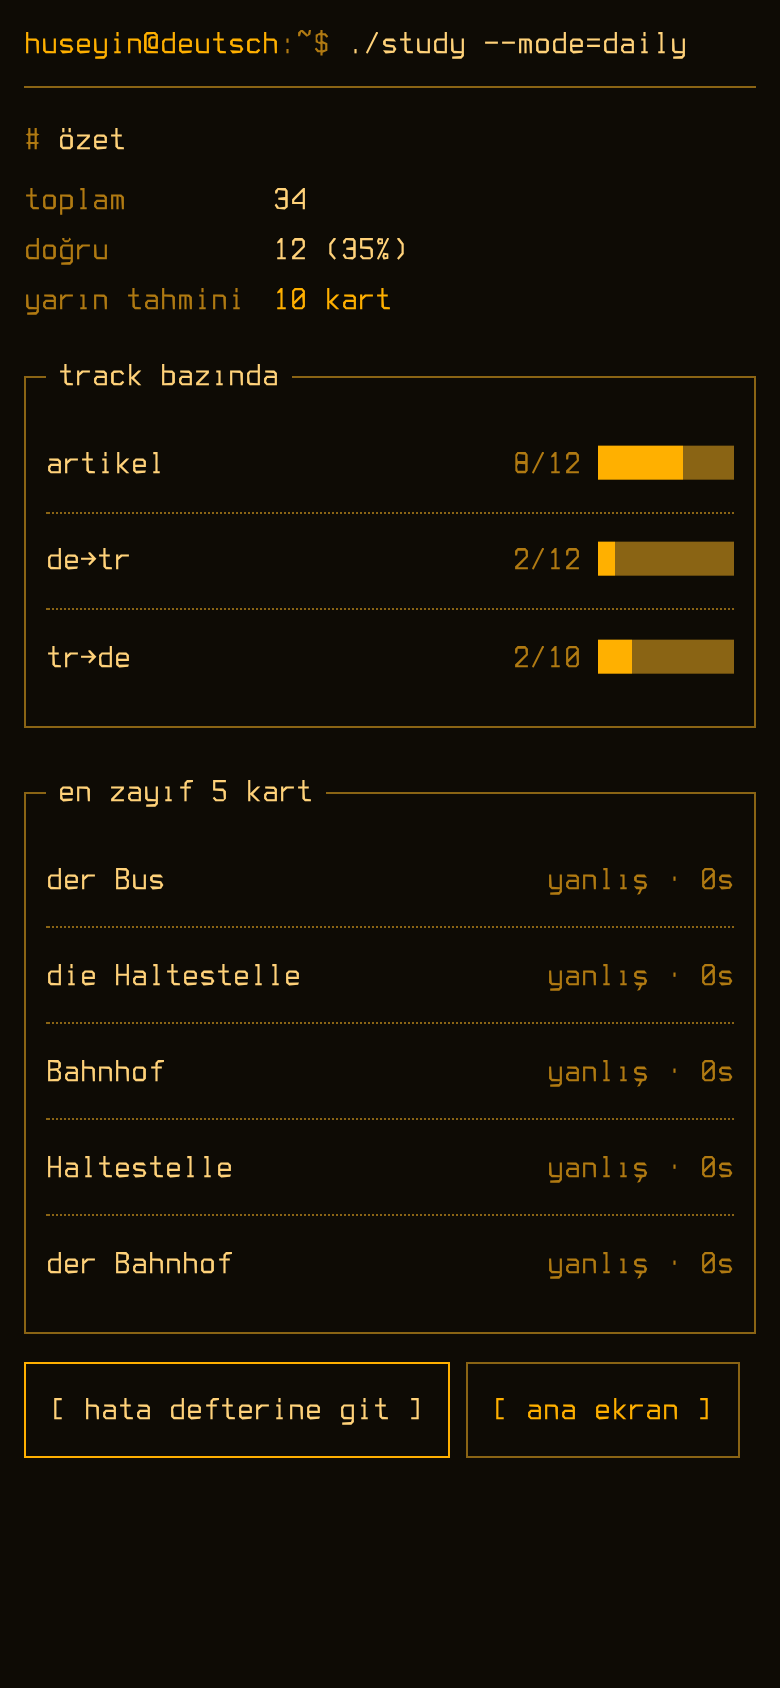 huseyin@deutsch:~$ ./study --mode=daily
# özet
toplam 34
doğru 12 (35%)
yarın tahmini 10 kart
track bazında
artikel 8/12
de→tr 2/12
tr→de 2/10
en zayıf 5 kart
der Bus yanlış · 0s
die Haltestelle yanlış · 0s
Bahnhof yanlış · 0s
Haltestelle yanlış · 0s
der Bahnhof yanlış · 0s
[ hata defterine git ] [ ana ekran ]